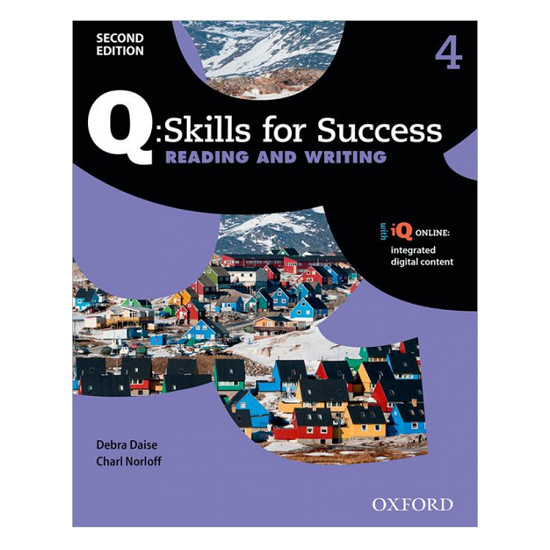 SECOND
EDITION
4
Q:Skills for Success
READING AND WRITING
with iQ ONLINE:
integrated
digital content
Debra Daise
Charl Norloff
OXFORD